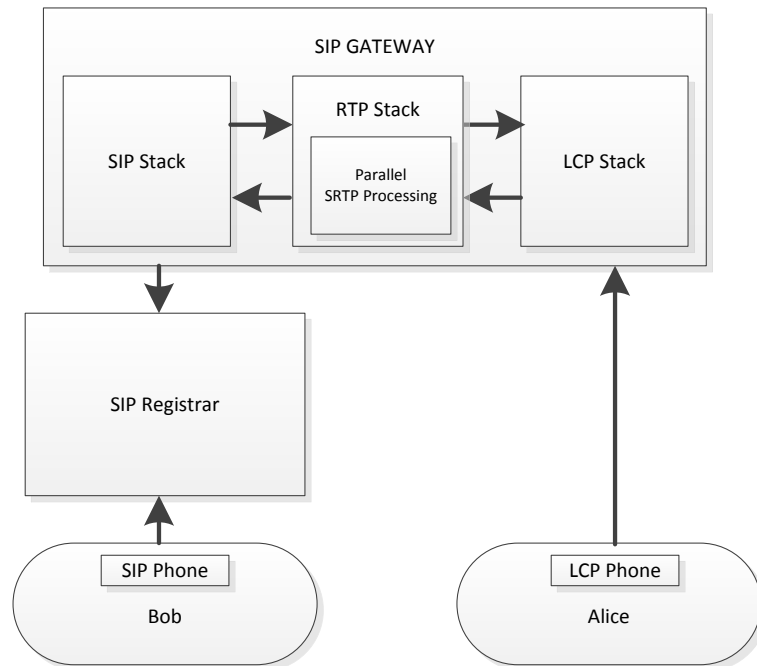 SIP GATEWAY
SIP Stack
RTP Stack
Parallel
SRTP Processing
LCP Stack
SIP Registrar
SIP Phone
Bob
LCP Phone
Alice